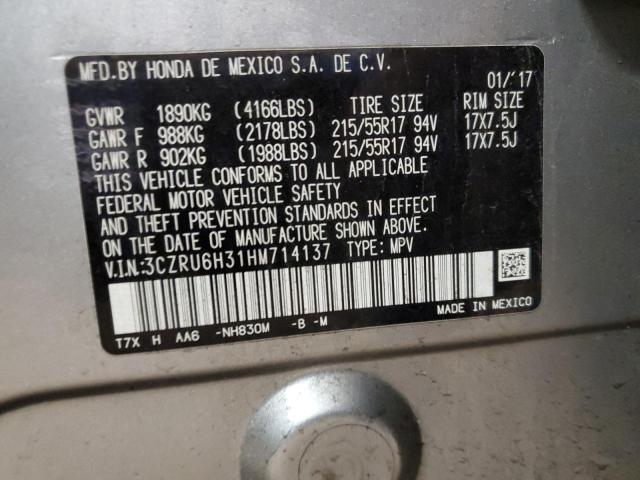 MFD. BY HONDA DE MEXICO S.A. DE C.V.
01/'17
GVWR 1890KG (4166LBS) TIRE SIZE RIM SIZE
GAWR F 988KG (2178LBS) 215/55R17 94V 17X7.5J
GAWR R 902KG (1988LBS) 215/55R17 94V 17X7.5J
THIS VEHICLE CONFORMS TO ALL APPLICABLE
FEDERAL MOTOR VEHICLE SAFETY
AND THEFT PREVENTION STANDARDS IN EFFECT
ON THE DATE OF MANUFACTURE SHOWN ABOVE.
V.I.N.:3CZRU6H31HM714137 TYPE: MPV
MADE IN MEXICO
T7X H AA6 -NH830M -B -M